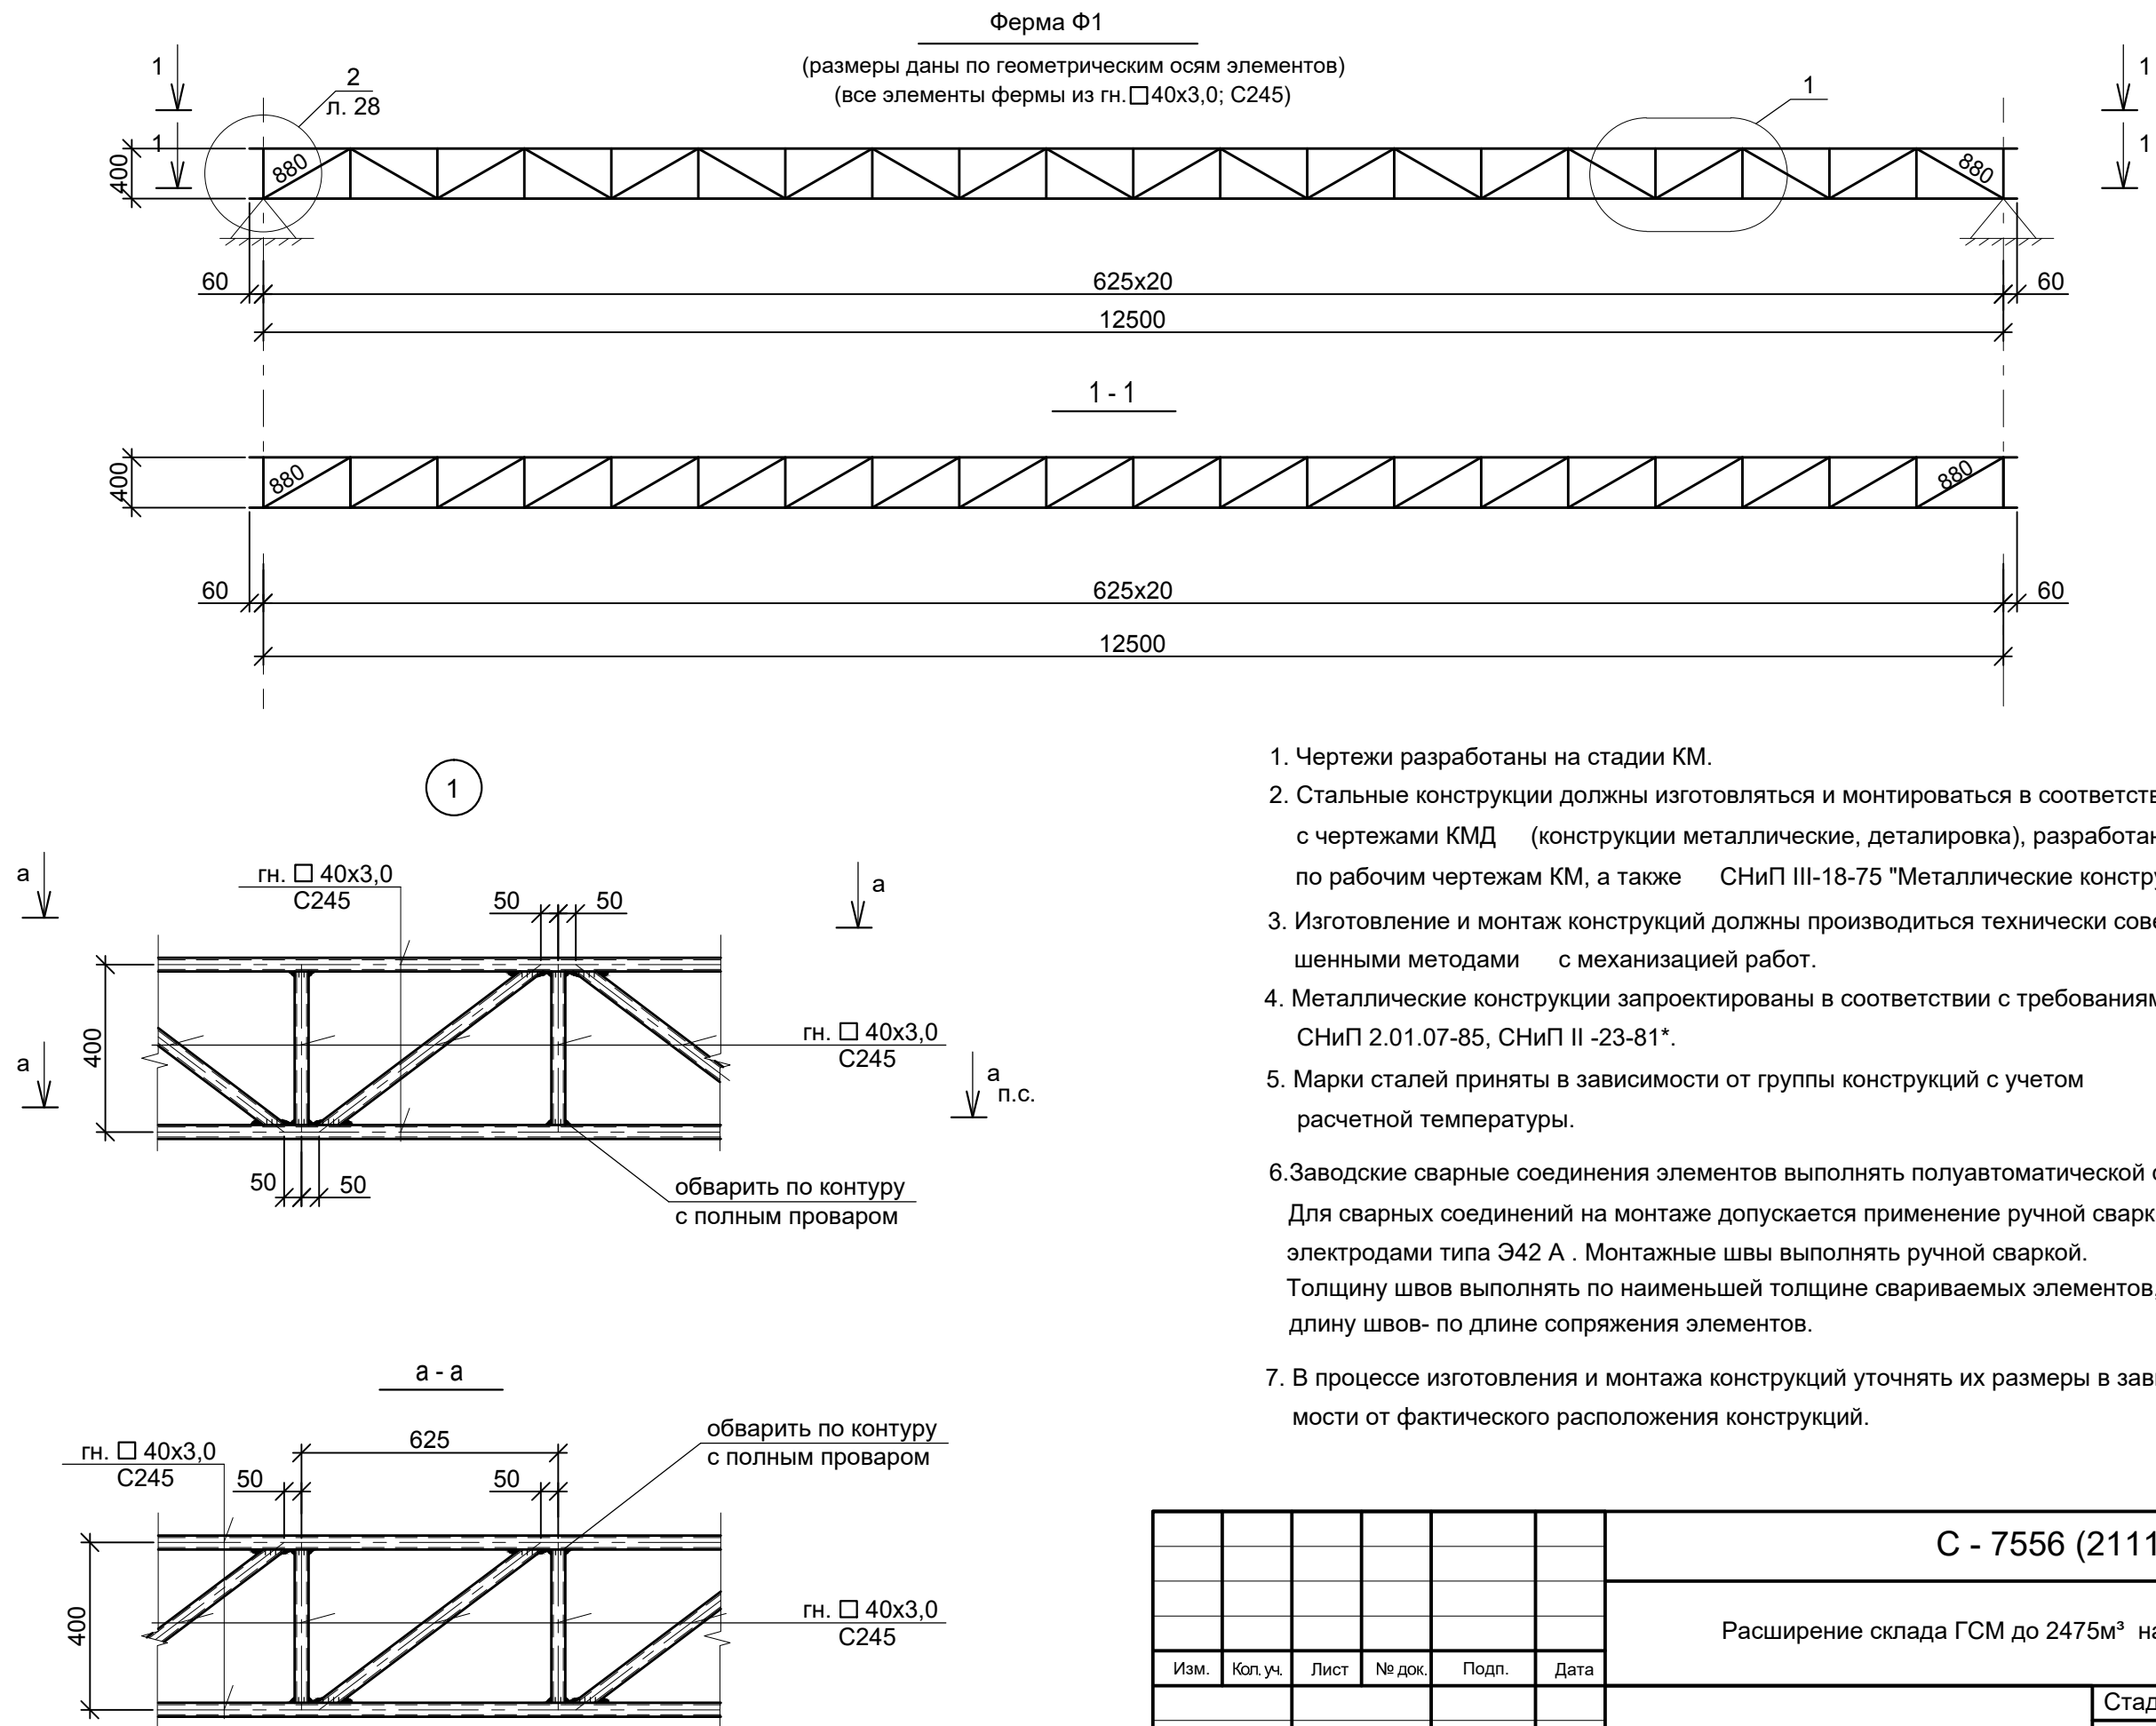 Ферма Ф1
(размеры даны по геометрическим осям элементов)
(все элементы фермы из гн.□40х3,0; С245)
1
2
л. 28
1
1
1
1
400
880
880
60
625х20
60
12500
1 - 1
400
880
880
60
625х20
60
12500
1
а
гн. □ 40х3,0
С245
50
50
а
400
гн. □ 40х3,0
С245
а
а
п.с.
50
50
обварить по контуру
с полным проваром
а - а
625
обварить по контуру
с полным проваром
гн. □ 40х3,0
С245
50
50
400
гн. □ 40х3,0
С245
1. Чертежи разработаны на стадии КМ.
2. Стальные конструкции должны изготовляться и монтироваться в соответств
с чертежами КМД (конструкции металлические, деталировка), разработан
по рабочим чертежам КМ, а также СНиП III-18-75 "Металлические констру
3. Изготовление и монтаж конструкций должны производиться технически сове
шенными методами с механизацией работ.
4. Металлические конструкции запроектированы в соответствии с требованиям
СНиП 2.01.07-85, СНиП II -23-81*.
5. Марки сталей приняты в зависимости от группы конструкций с учетом
расчетной температуры.
6.Заводские сварные соединения элементов выполнять полуавтоматической с
Для сварных соединений на монтаже допускается применение ручной сварк
электродами типа Э42 А . Монтажные швы выполнять ручной сваркой.
Толщину швов выполнять по наименьшей толщине свариваемых элементов,
длину швов- по длине сопряжения элементов.
7. В процессе изготовления и монтажа конструкций уточнять их размеры в зав
мости от фактического расположения конструкций.
С - 7556 (2111
Расширение склада ГСМ до 2475м³ на
Изм. Кол. уч. Лист № док. Подп. Дата
Стад